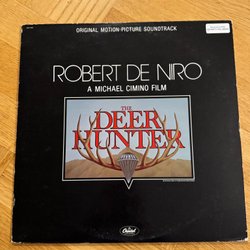 ORIGINAL MOTION PICTURE SOUNDTRACK
ROBERT DE NIRO
A MICHAEL CIMINO FILM
THE
DEER
HUNTER
Capitol